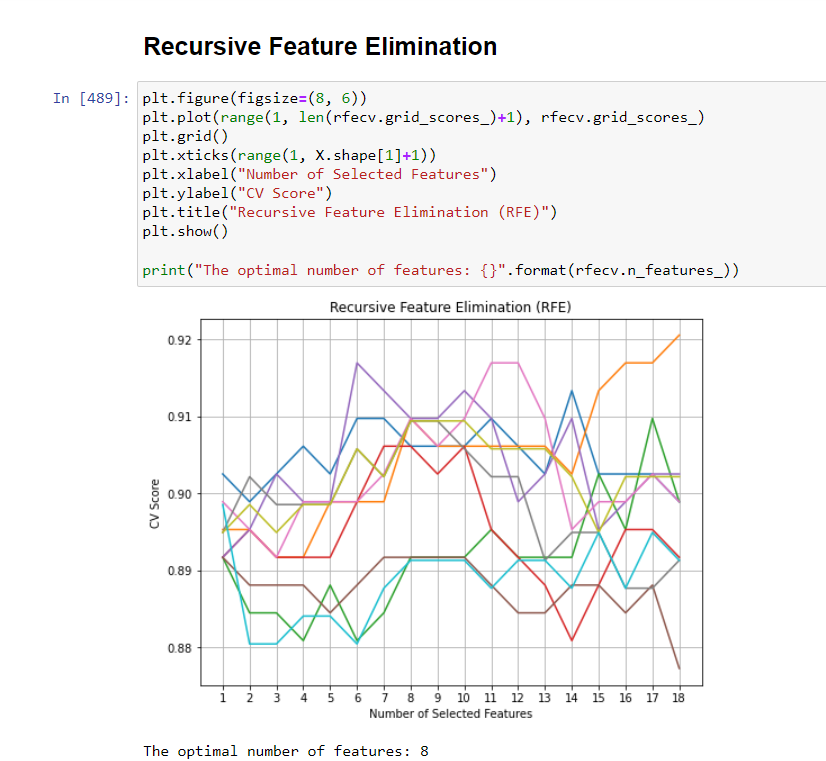 Recursive Feature Elimination
In [489]:
plt.figure(figsize=(8, 6))
plt.plot(range(1, len(rfecv.grid_scores_)+1), rfecv.grid_scores_)
plt.grid()
plt.xticks(range(1, X.shape[1]+1))
plt.xlabel("Number of Selected Features")
plt.ylabel("CV Score")
plt.title("Recursive Feature Elimination (RFE)")
plt.show()
print("The optimal number of features: {}".format(rfecv.n_features_))
Recursive Feature Elimination (RFE)
0.92
0.91
0.90
0.89
0.88
CV Score
1 2 3 4 5 6 7 8 9 10 11 12 13 14 15 16 17 18
Number of Selected Features
The optimal number of features: 8